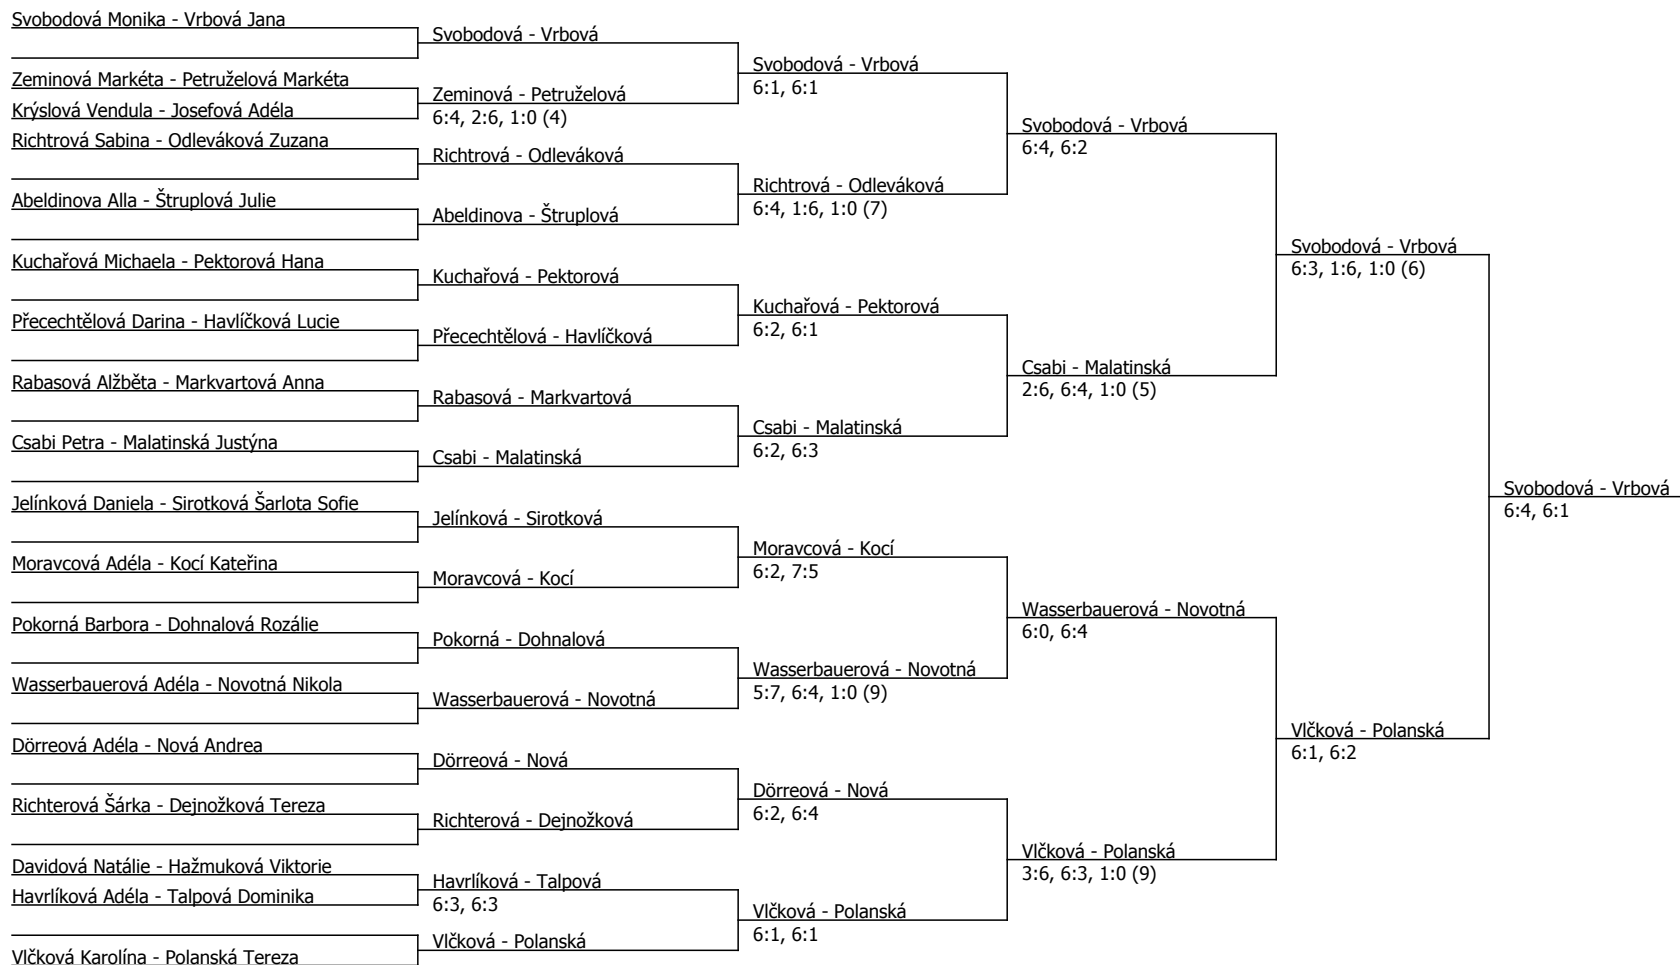 Svobodová Monika - Vrbová Jana
Zeminová Markéta - Petruželová Markéta
Krýslová Vendula - Josefová Adéla
Richtrová Sabina - Odleváková Zuzana
Abeldinova Alla - Štruplová Julie
Kuchařová Michaela - Pektorová Hana
Přecechtělová Darina - Havlíčková Lucie
Rabasová Alžběta - Markvartová Anna
Csabi Petra - Malatinská Justýna
Jelínková Daniela - Sirotková Šarlota Sofie
Moravcová Adéla - Kocí Kateřina
Pokorná Barbora - Dohnalová Rozálie
Wasserbauerová Adéla - Novotná Nikola
Dörreová Adéla - Nová Andrea
Richterová Šárka - Dejnožková Tereza
Davidová Natálie - Hažmuková Viktorie
Havrlíková Adéla - Talpová Dominika
Vlčková Karolína - Polanská Tereza
Svobodová - Vrbová
Zeminová - Petruželová
6:4, 2:6, 1:0 (4)
Richtrová - Odleváková
Abeldinova - Štruplová
Kuchařová - Pektorová
Přecechtělová - Havlíčková
Rabasová - Markvartová
Csabi - Malatinská
Jelínková - Sirotková
Moravcová - Kocí
Pokorná - Dohnalová
Wasserbauerová - Novotná
Dörreová - Nová
Richterová - Dejnožková
Havrlíková - Talpová
6:3, 6:3
Vlčková - Polanská
Svobodová - Vrbová
6:1, 6:1
Richtrová - Odleváková
6:4, 1:6, 1:0 (7)
Kuchařová - Pektorová
6:2, 6:1
Csabi - Malatinská
6:2, 6:3
Moravcová - Kocí
6:2, 7:5
Wasserbauerová - Novotná
5:7, 6:4, 1:0 (9)
Dörreová - Nová
6:2, 6:4
Vlčková - Polanská
6:1, 6:1
Svobodová - Vrbová
6:4, 6:2
Csabi - Malatinská
2:6, 6:4, 1:0 (5)
Wasserbauerová - Novotná
6:0, 6:4
Vlčková - Polanská
3:6, 6:3, 1:0 (9)
Svobodová - Vrbová
6:3, 1:6, 1:0 (6)
Vlčková - Polanská
6:1, 6:2
Svobodová - Vrbová
6:4, 6:1